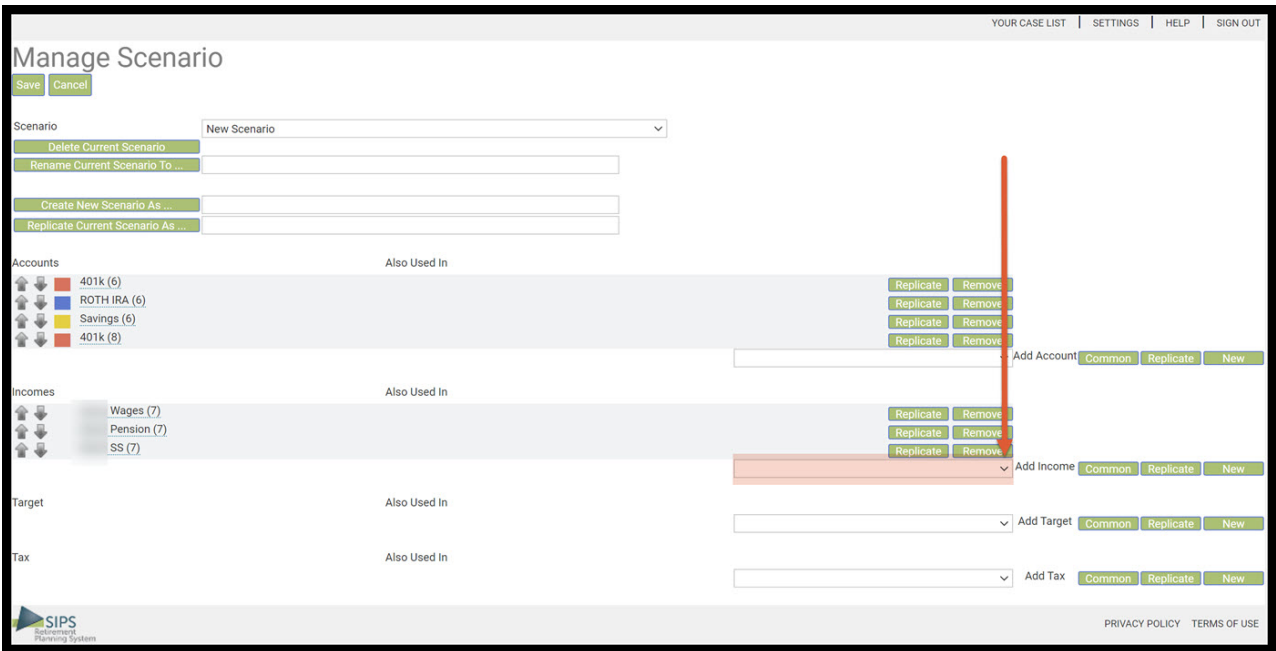 YOUR CASE LIST SETTINGS HELP SIGN OUT
Manage Scenario
Save Cancel
Scenario New Scenario
Delete Current Scenario
Rename Current Scenario To ...
Create New Scenario As ...
Replicate Current Scenario As ...
Accounts Also Used In
401k (6) Replicate Remove
ROTH IRA (6) Replicate Remove
Savings (6) Replicate Remove
401k (8) Replicate Remove
Add Account Common Replicate New
Incomes Also Used In
Wages (7) Replicate Remove
Pension (7) Replicate Remove
SS (7) Replicate Remove
Add Income Common Replicate New
Target Also Used In
Add Target Common Replicate New
Tax Also Used In
Add Tax Common Replicate New
SIPS
Retirement
Planning System
PRIVACY POLICY TERMS OF USE